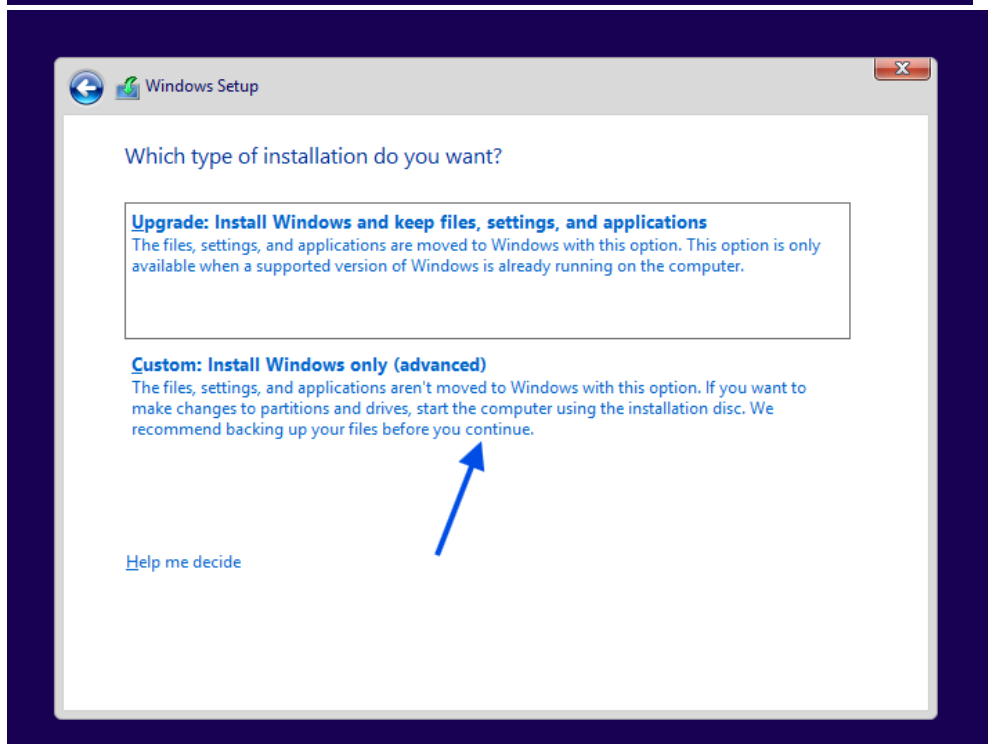 Windows Setup
Which type of installation do you want?
Upgrade: Install Windows and keep files, settings, and applications
The files, settings, and applications are moved to Windows with this option. This option is only
available when a supported version of Windows is already running on the computer.
Custom: Install Windows only (advanced)
The files, settings, and applications aren't moved to Windows with this option. If you want to
make changes to partitions and drives, start the computer using the installation disc. We
recommend backing up your files before you continue.
Help me decide